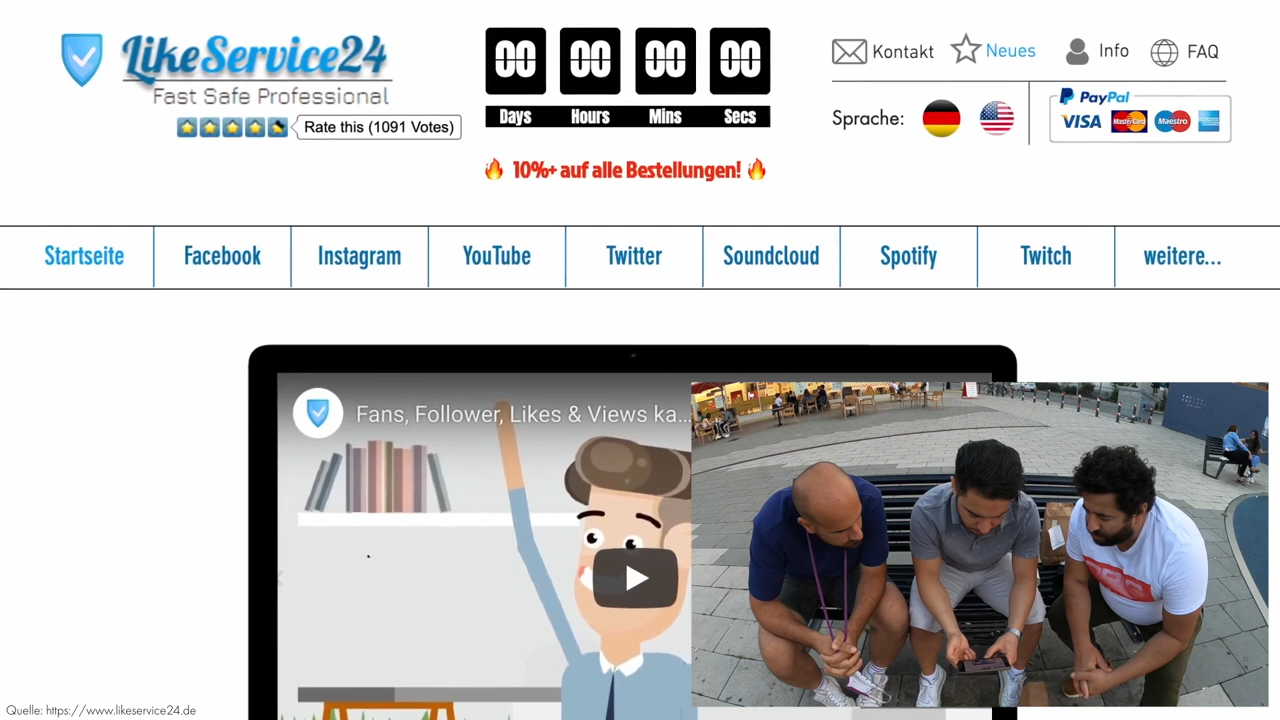 LikeService24
Fast Safe Professional
Rate this (1091 Votes)
00 00 00 00
Days Hours Mins Secs
🔥 10%+ auf alle Bestellungen! 🔥
Kontakt Neues Info FAQ
Sprache:
PayPal
VISA MasterCard Maestro
Startseite Facebook Instagram YouTube Twitter Soundcloud Spotify Twitch weitere...
Fans, Follower, Likes & Views ka...
Quelle: https://www.likeservice24.de